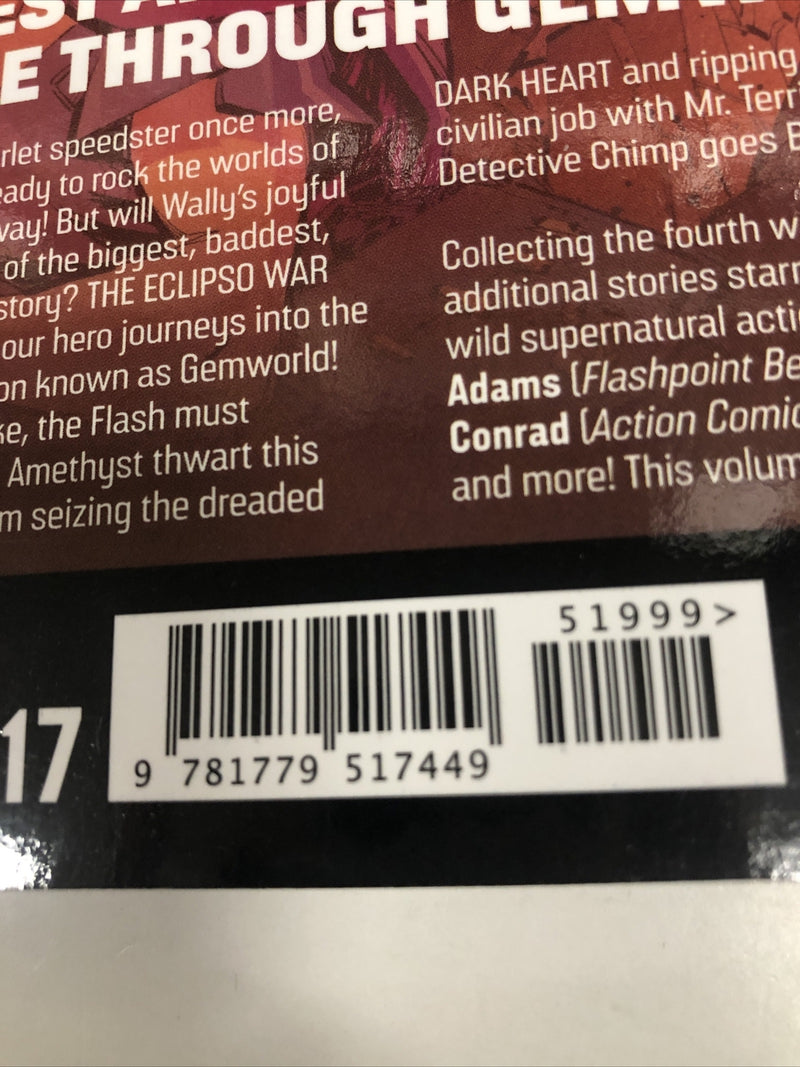 E THROUGH
rlet speedster once more,
ady to rock the worlds of
way! But will Wally's joyful
of the biggest, baddest,
story? THE ECLIPSO WAR
our hero journeys into the
on known as Gemworld!
ke, the Flash must
Amethyst thwart this
m seizing the dreaded
DARK HEART and ripping
civilian job with Mr. Terr
Detective Chimp goes
Collecting the fourth w
additional stories starr
wild supernatural acti
Adams (Flashpoint Be
Conrad (Action Comic
and more! This volum
17
51999>
9 781779 517449